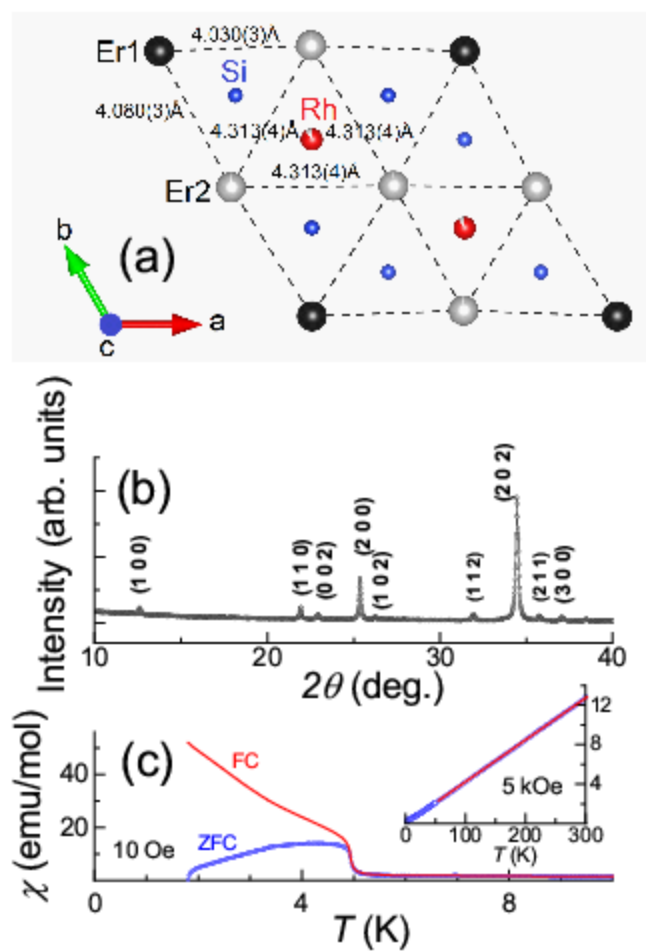 4.030(3)Å
Er1
Si
4.080(3)Å
Rh
4.313(4)Å
4.313(4)Å
4.313(4)Å
Er2
(a)
b
a
c
Intensity (arb. units)
(b)
(1 0 0)
(1 1 0)
(0 0 2)
(2 0 0)
(1 0 2)
(1 1 2)
(2 0 2)
(2 1 1)
(3 0 0)
10 20 30 40
2θ (deg.)
χ (emu/mol)
(c)
FC
ZFC
10 Oe
40
20
0 4 8
T (K)
12
8
4
5 kOe
0 100 200 300
T (K)